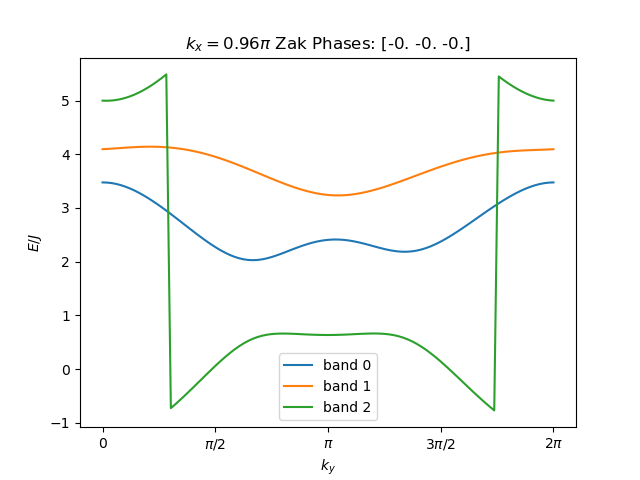 $k_x = 0.96\pi$ Zak Phases: [-0. -0. -0.]
E/J
5
4
3
2
1
0
−1
band 0
band 1
band 2
0
π/2
π
3π/2
2π
$k_y$